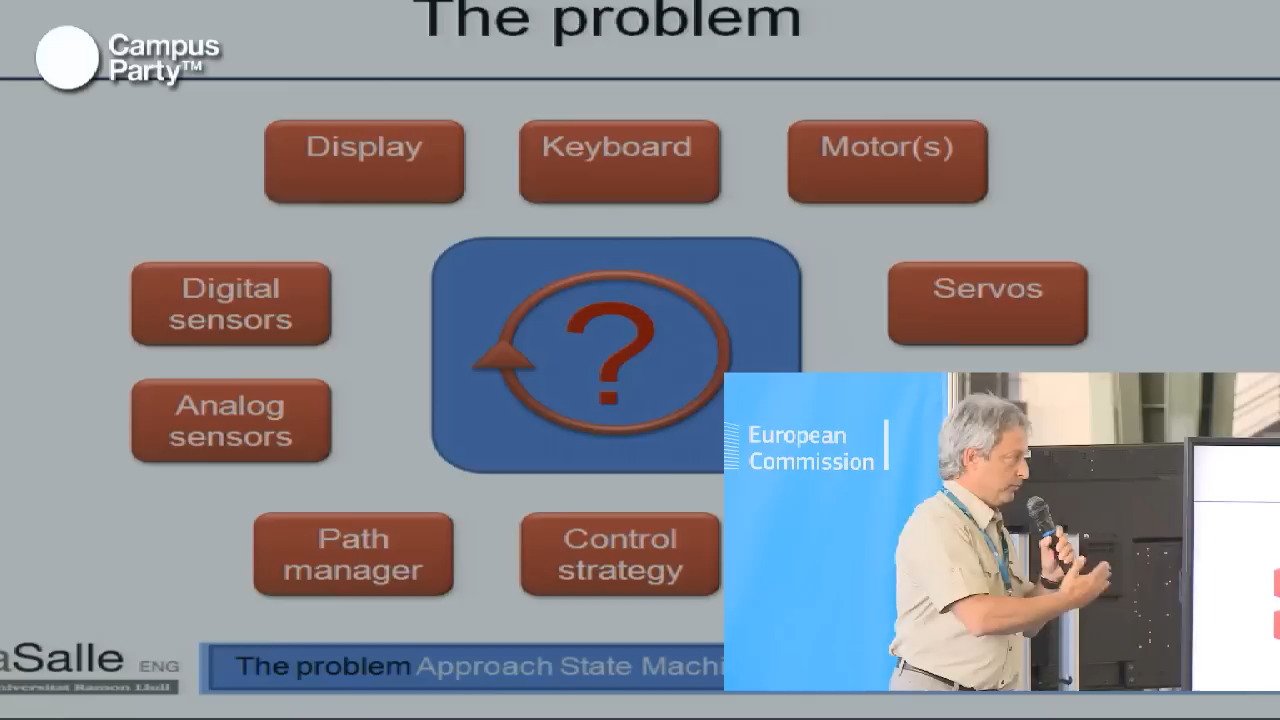 The problem
Campus
Party™
Display
Keyboard
Motor(s)
Digital
sensors
?
Servos
Analog
sensors
European
Commission
Path
manager
Control
strategy
aSalle ENG
niversitat Ramon Llull
The problem Approach State Machi